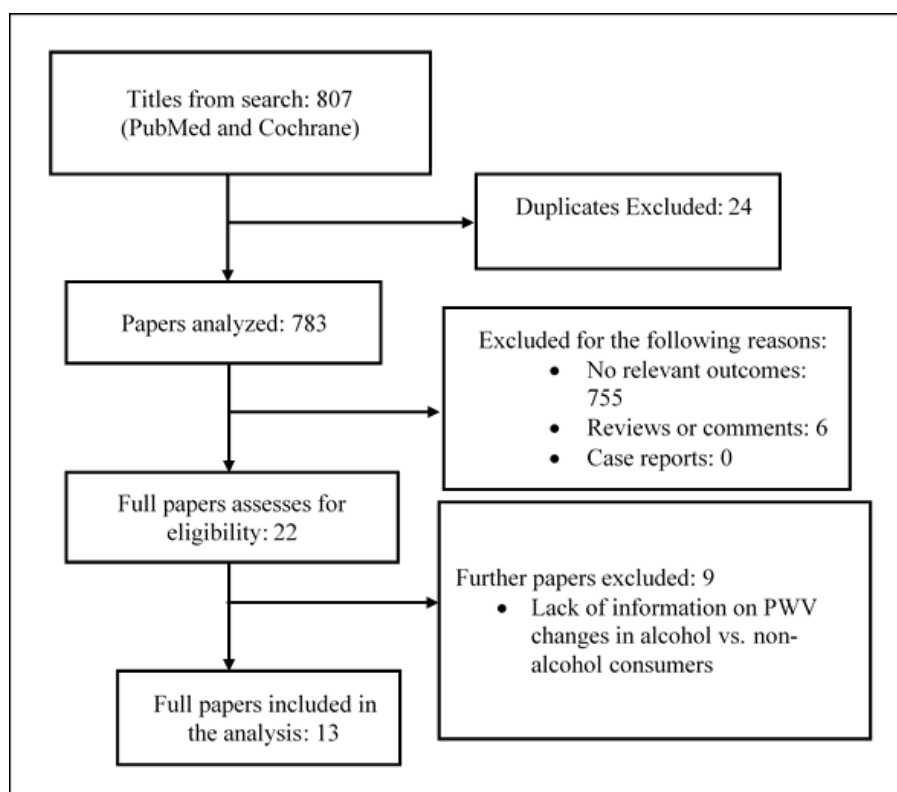 Titles from search: 807
(PubMed and Cochrane)
Duplicates Excluded: 24
Papers analyzed: 783
Excluded for the following reasons:
• No relevant outcomes:
755
• Reviews or comments: 6
• Case reports: 0
Full papers assesses for
eligibility: 22
Further papers excluded: 9
• Lack of information on PWV
changes in alcohol vs. non-
alcohol consumers
Full papers included in
the analysis: 13